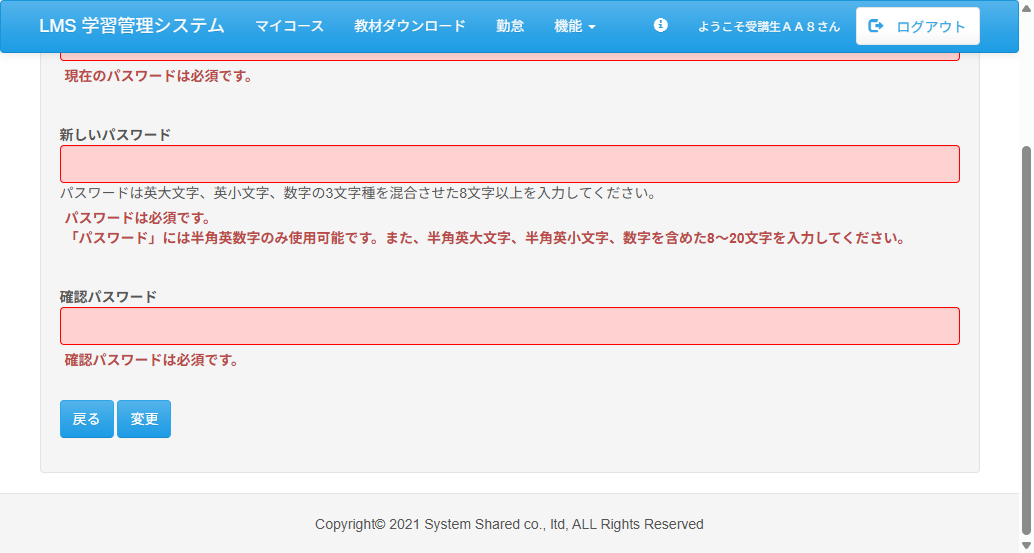 LMS 学習管理システム マイコース 教材ダウンロード 勤怠 機能 ようこそ受講生ＡＡ８さん ログアウト
現在のパスワードは必須です。
新しいパスワード
パスワードは英大文字、英小文字、数字の3文字種を混合させた8文字以上を入力してください。
パスワードは必須です。
「パスワード」には半角英数字のみ使用可能です。また、半角英大文字、半角英小文字、数字を含めた8～20文字を入力してください。
確認パスワード
確認パスワードは必須です。
戻る 変更
Copyright© 2021 System Shared co., ltd, ALL Rights Reserved